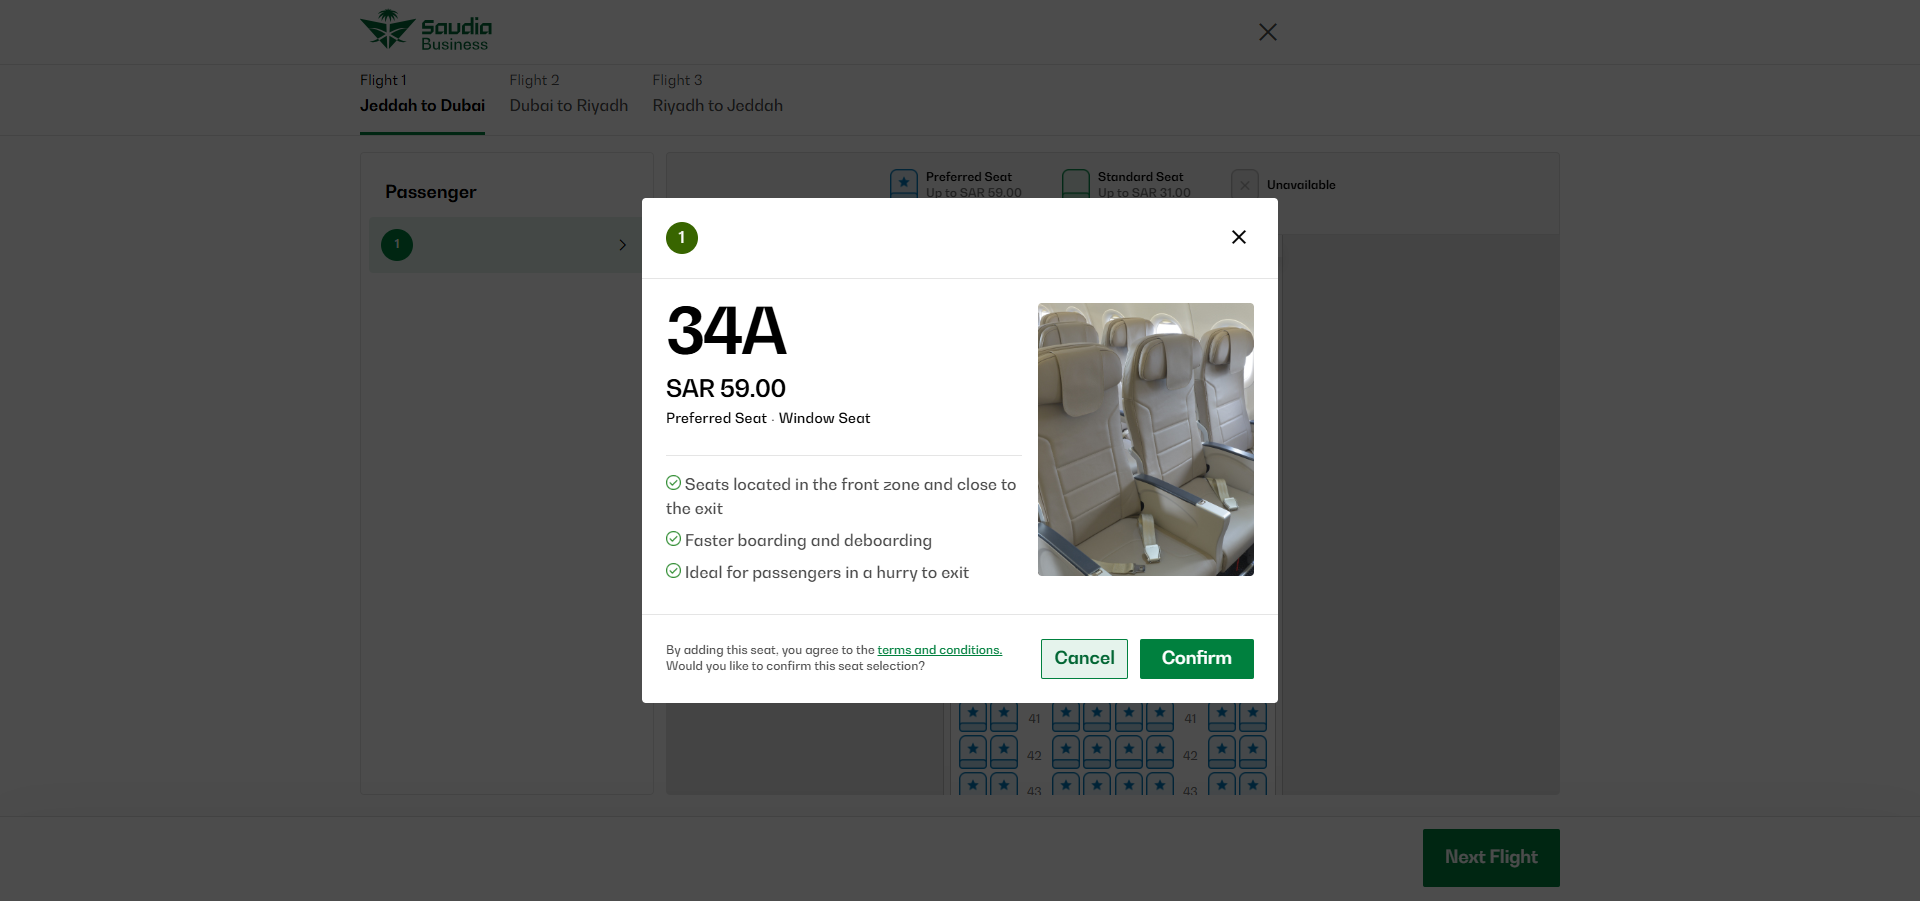 Saudia
Business
Flight 1
Jeddah to Dubai
Flight 2
Dubai to Riyadh
Flight 3
Riyadh to Jeddah
Passenger
1
Preferred Seat
Up to SAR 59.00
Standard Seat
Up to SAR 31.00
Unavailable
1
34A
SAR 59.00
Preferred Seat · Window Seat
Seats located in the front zone and close to
the exit
Faster boarding and deboarding
Ideal for passengers in a hurry to exit
By adding this seat, you agree to the terms and conditions.
Would you like to confirm this seat selection?
Cancel
Confirm
41 41
42 42
43 43
Next Flight